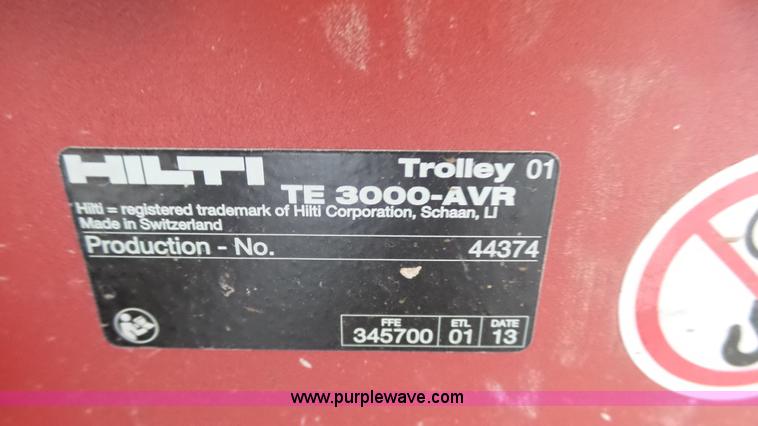 HILTI Trolley 01
TE 3000-AVR
Hilti = registered trademark of Hilti Corporation, Schaan, LI
Made in Switzerland
Production - No. 44374
FFE ETL DATE
345700 01 13
www.purplewave.com